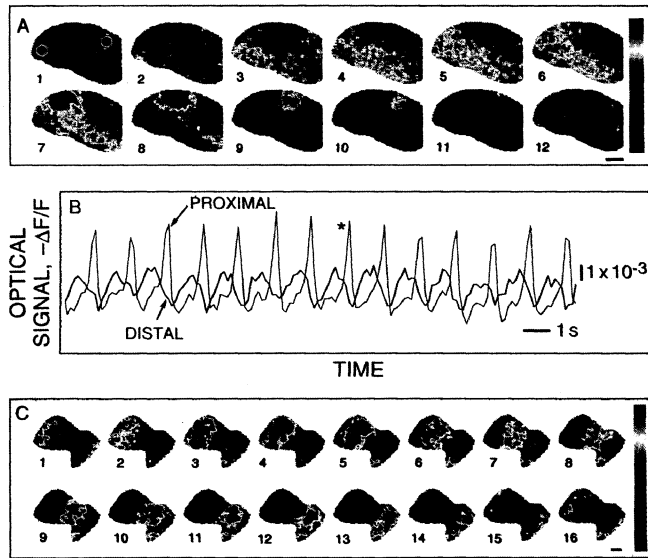 A
1 2 3 4 5 6
7 8 9 10 11 12
B
PROXIMAL
*
DISTAL
OPTICAL
SIGNAL, –ΔF/F
1 x 10-3
1 s
TIME
C
1 2 3 4 5 6 7 8
9 10 11 12 13 14 15 16